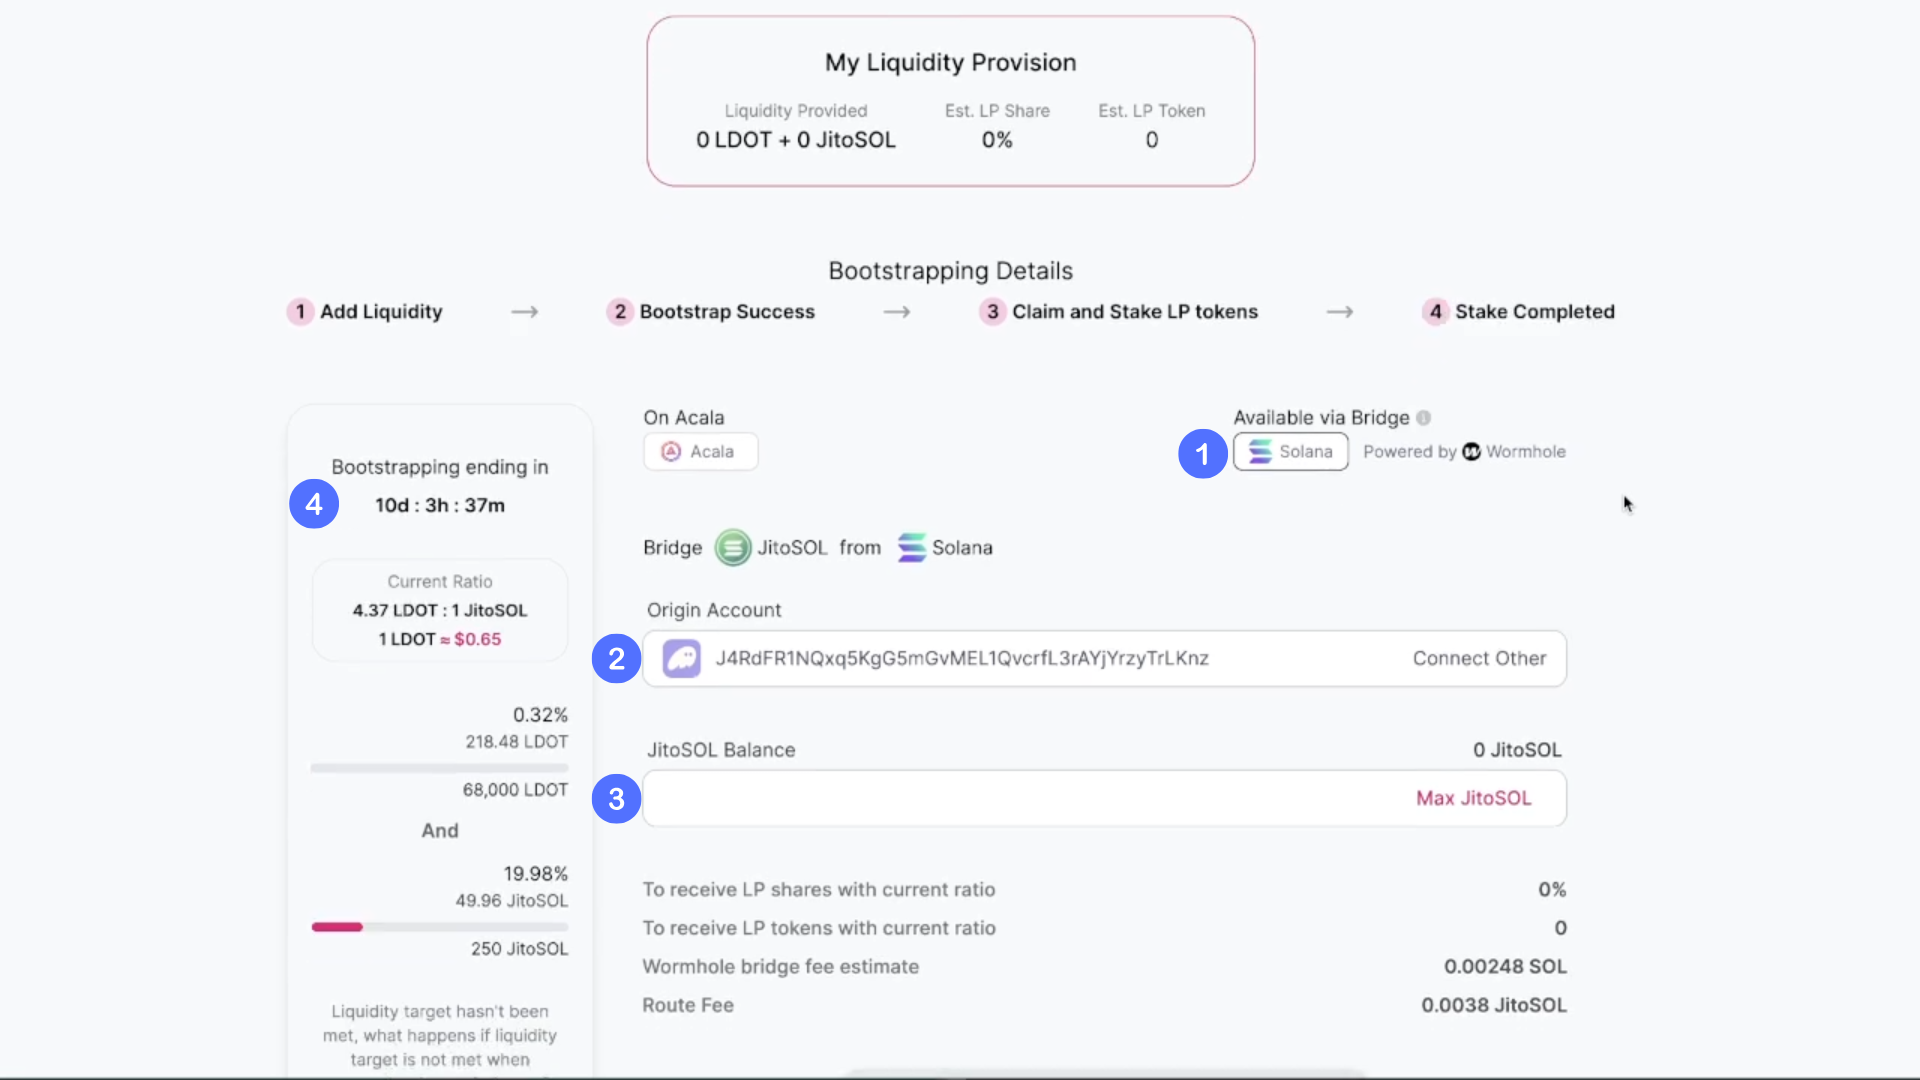 My Liquidity Provision
Liquidity Provided Est. LP Share Est. LP Token
0 LDOT + 0 JitoSOL 0% 0
Bootstrapping Details
1 Add Liquidity → 2 Bootstrap Success → 3 Claim and Stake LP tokens → 4 Stake Completed
Bootstrapping ending in
4 10d : 3h : 37m
Current Ratio
4.37 LDOT : 1 JitoSOL
1 LDOT ≈ $0.65
0.32%
218.48 LDOT
68,000 LDOT
And
19.98%
49.96 JitoSOL
250 JitoSOL
Liquidity target hasn't been
met, what happens if liquidity
target is not met when
On Acala Available via Bridge
Acala 1 Solana Powered by Wormhole
Bridge JitoSOL from Solana
Origin Account
2 J4RdFR1NQxq5KgG5mGvMEL1QvcrfL3rAYjYrzyTrLKnz Connect Other
JitoSOL Balance 0 JitoSOL
3 Max JitoSOL
To receive LP shares with current ratio 0%
To receive LP tokens with current ratio 0
Wormhole bridge fee estimate 0.00248 SOL
Route Fee 0.0038 JitoSOL